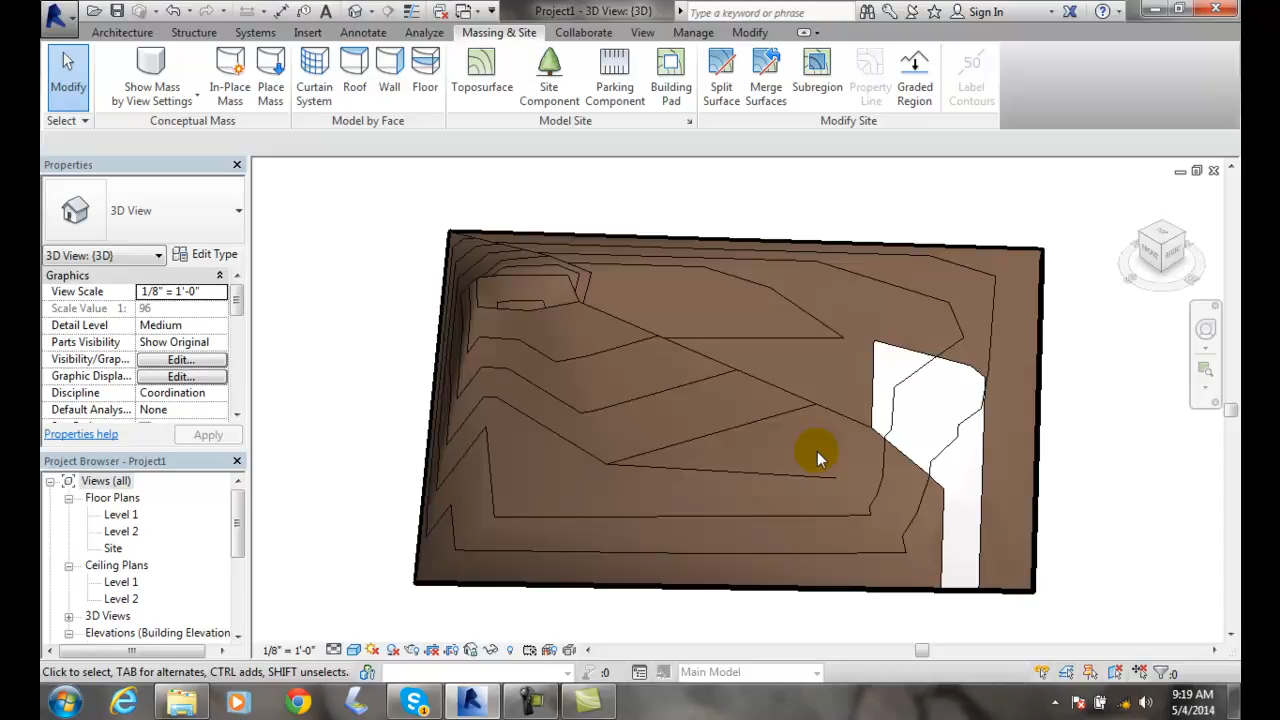 Project1 - 3D View: {3D}
Type a keyword or phrase
Sign In
Architecture Structure Systems Insert Annotate Analyze Massing & Site Collaborate View Manage Modify
Modify
Show Mass
by View Settings
In-Place
Mass
Place
Mass
Curtain
System
Roof
Wall
Floor
Toposurface
Site
Component
Parking
Component
Building
Pad
Split
Surface
Merge
Surfaces
Subregion
Property
Line
Graded
Region
50
Label
Contours
Select
Conceptual Mass
Model by Face
Model Site
Modify Site
Properties
3D View
3D View: {3D}
Edit Type
Graphics
View Scale 1/8" = 1'-0"
Scale Value 1: 96
Detail Level Medium
Parts Visibility Show Original
Visibility/Grap... Edit...
Graphic Displa... Edit...
Discipline Coordination
Default Analys... None
Properties help
Apply
Project Browser - Project1
Views (all)
Floor Plans
Level 1
Level 2
Site
Ceiling Plans
Level 1
Level 2
3D Views
Elevations (Building Elevation
TOP
FRONT
RIGHT
1/8" = 1'-0"
Click to select, TAB for alternates, CTRL adds, SHIFT unselects.
:0
Main Model
:0
9:19 AM
5/4/2014